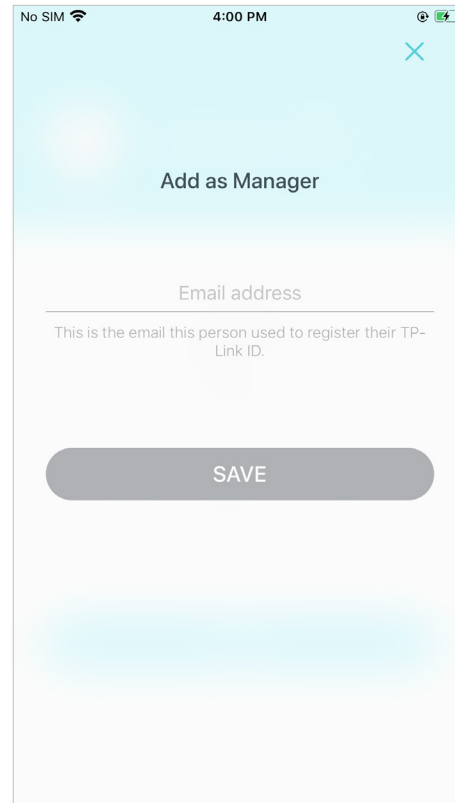 No SIM 4:00 PM
Add as Manager
Email address
This is the email this person used to register their TP-
Link ID.
SAVE